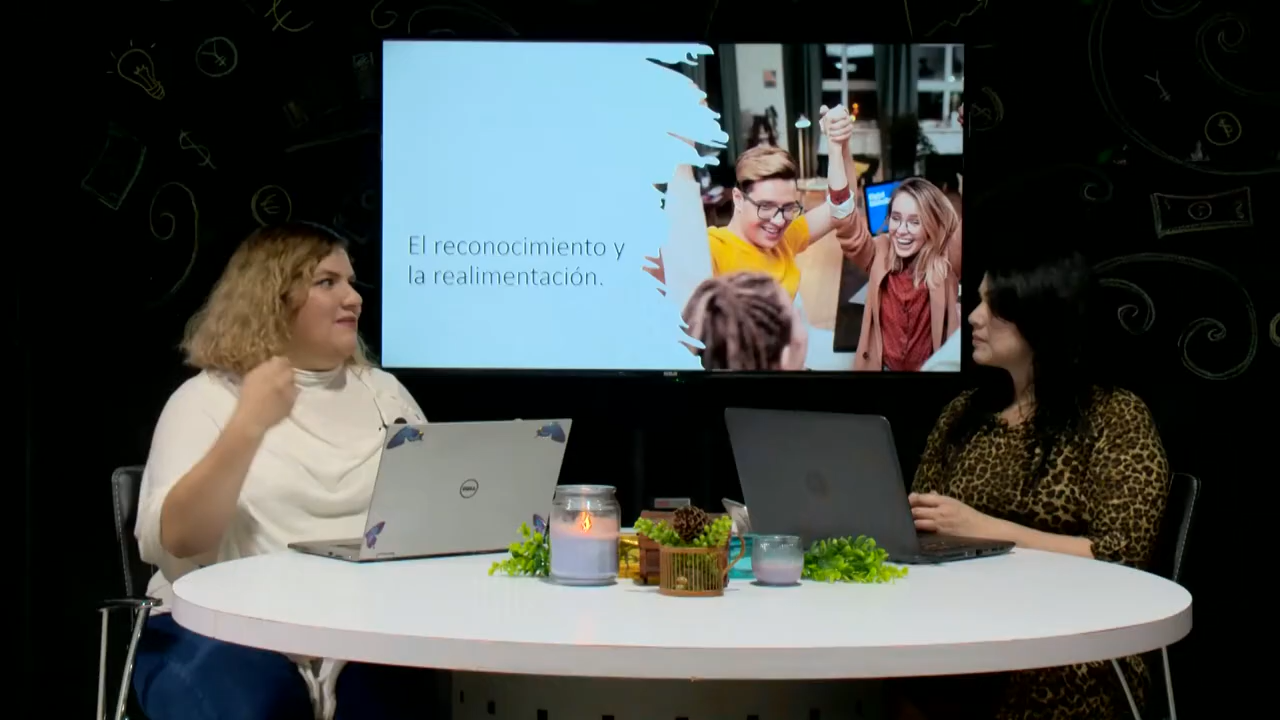 El reconocimiento y
la realimentación.
DELL